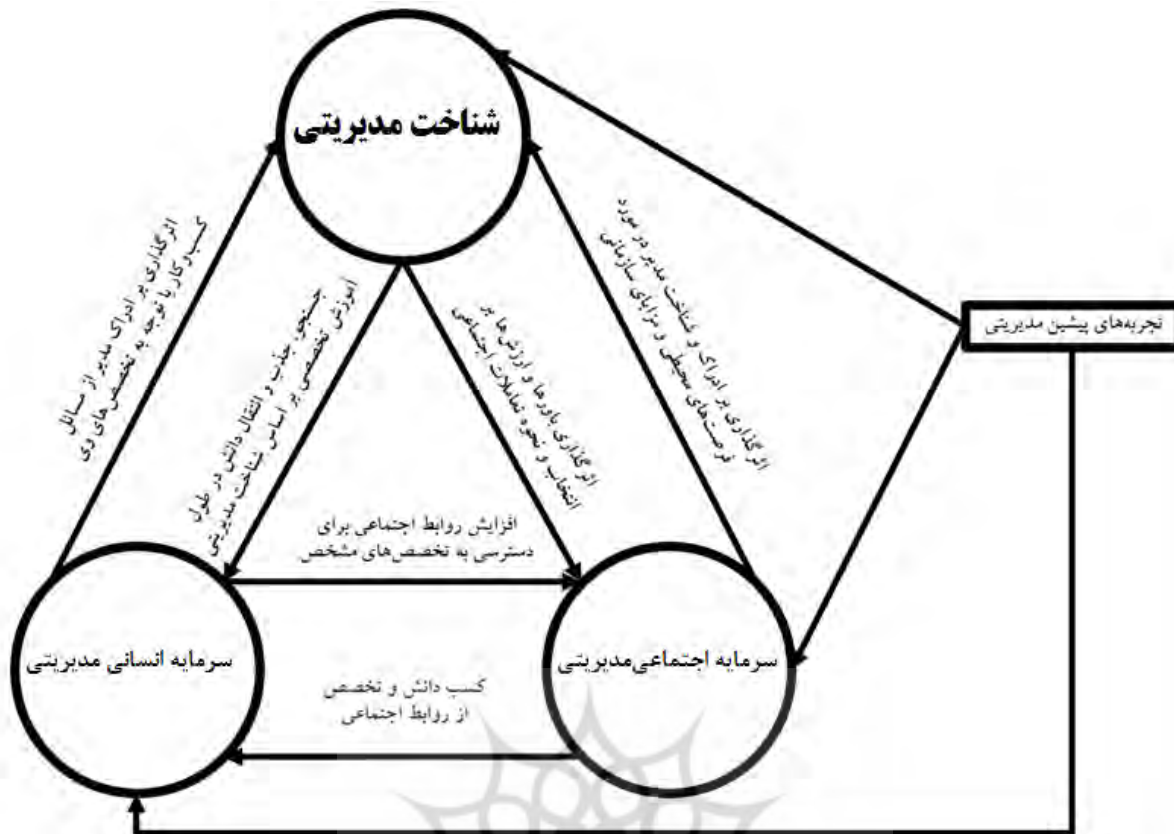 شناخت مدیریتی
اثرگذاری بر ادراک مدیر از مسائل
کسب‌وکار با توجه به تخصص‌های وی
جستجو، جذب و انتقال دانش در طول
آموزش تخصصی بر اساس شناخت مدیریتی
اثرگذاری باورها و ارزش‌ها بر
انتخاب و نحوه تعاملات اجتماعی
اثرگذاری بر ادراک و شناخت مدیر در مورد
فرصت‌های محیطی و مزایای سازمانی
تجربه‌های پیشین مدیریتی
افزایش روابط اجتماعی برای
دسترسی به تخصص‌های مشخص
سرمایه اجتماعی‌مدیریتی
سرمایه انسانی مدیریتی
کسب دانش و تخصص
از روابط اجتماعی